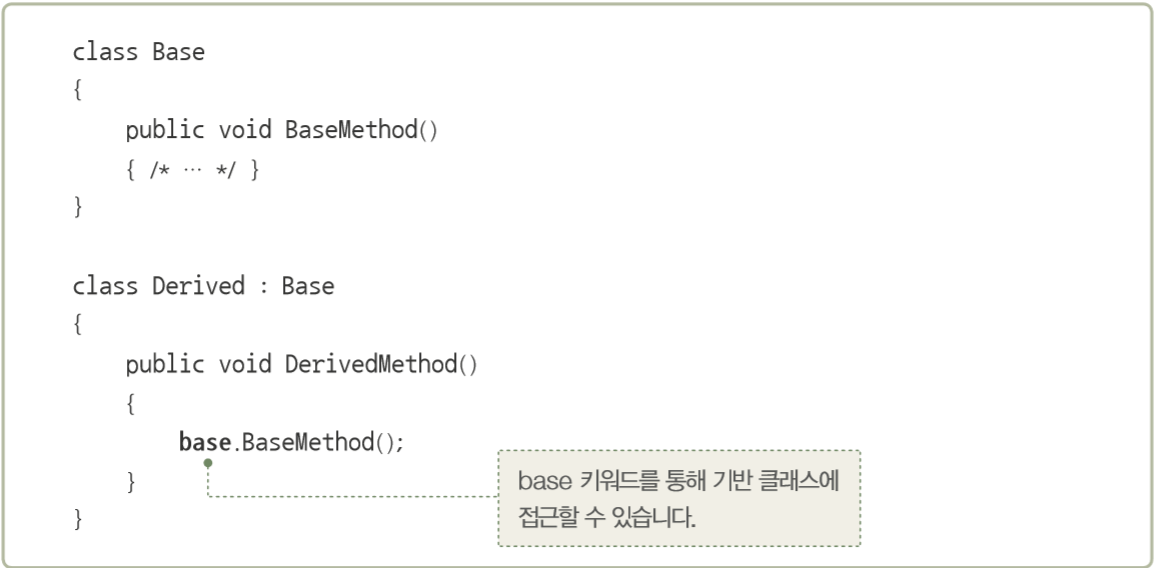 class Base
{
    public void BaseMethod()
    { /* … */ }
}

class Derived : Base
{
    public void DerivedMethod()
    {
        base.BaseMethod();
    }
}
base 키워드를 통해 기반 클래스에
접근할 수 있습니다.